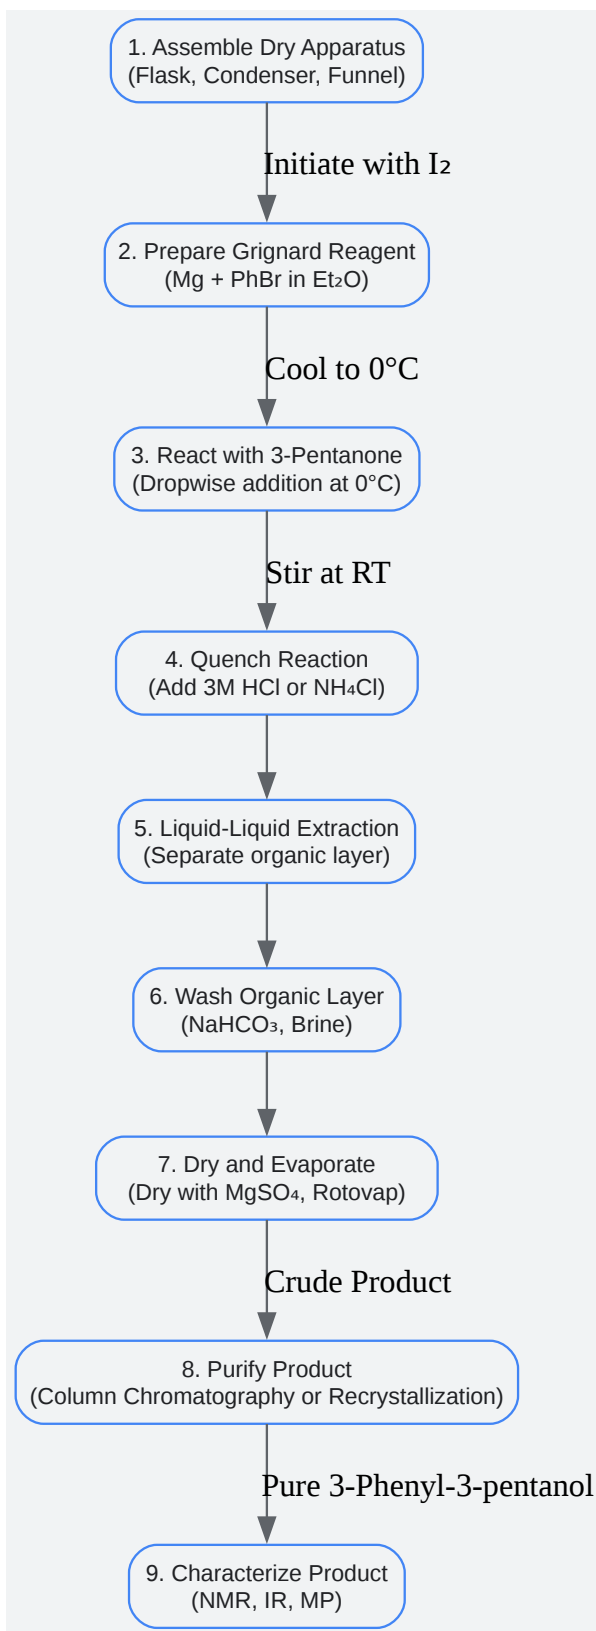 1. Assemble Dry Apparatus
(Flask, Condenser, Funnel)
Initiate with I₂
2. Prepare Grignard Reagent
(Mg + PhBr in Et₂O)
Cool to 0°C
3. React with 3-Pentanone
(Dropwise addition at 0°C)
Stir at RT
4. Quench Reaction
(Add 3M HCl or NH₄Cl)
5. Liquid-Liquid Extraction
(Separate organic layer)
6. Wash Organic Layer
(NaHCO₃, Brine)
7. Dry and Evaporate
(Dry with MgSO₄, Rotovap)
Crude Product
8. Purify Product
(Column Chromatography or Recrystallization)
Pure 3-Phenyl-3-pentanol
9. Characterize Product
(NMR, IR, MP)